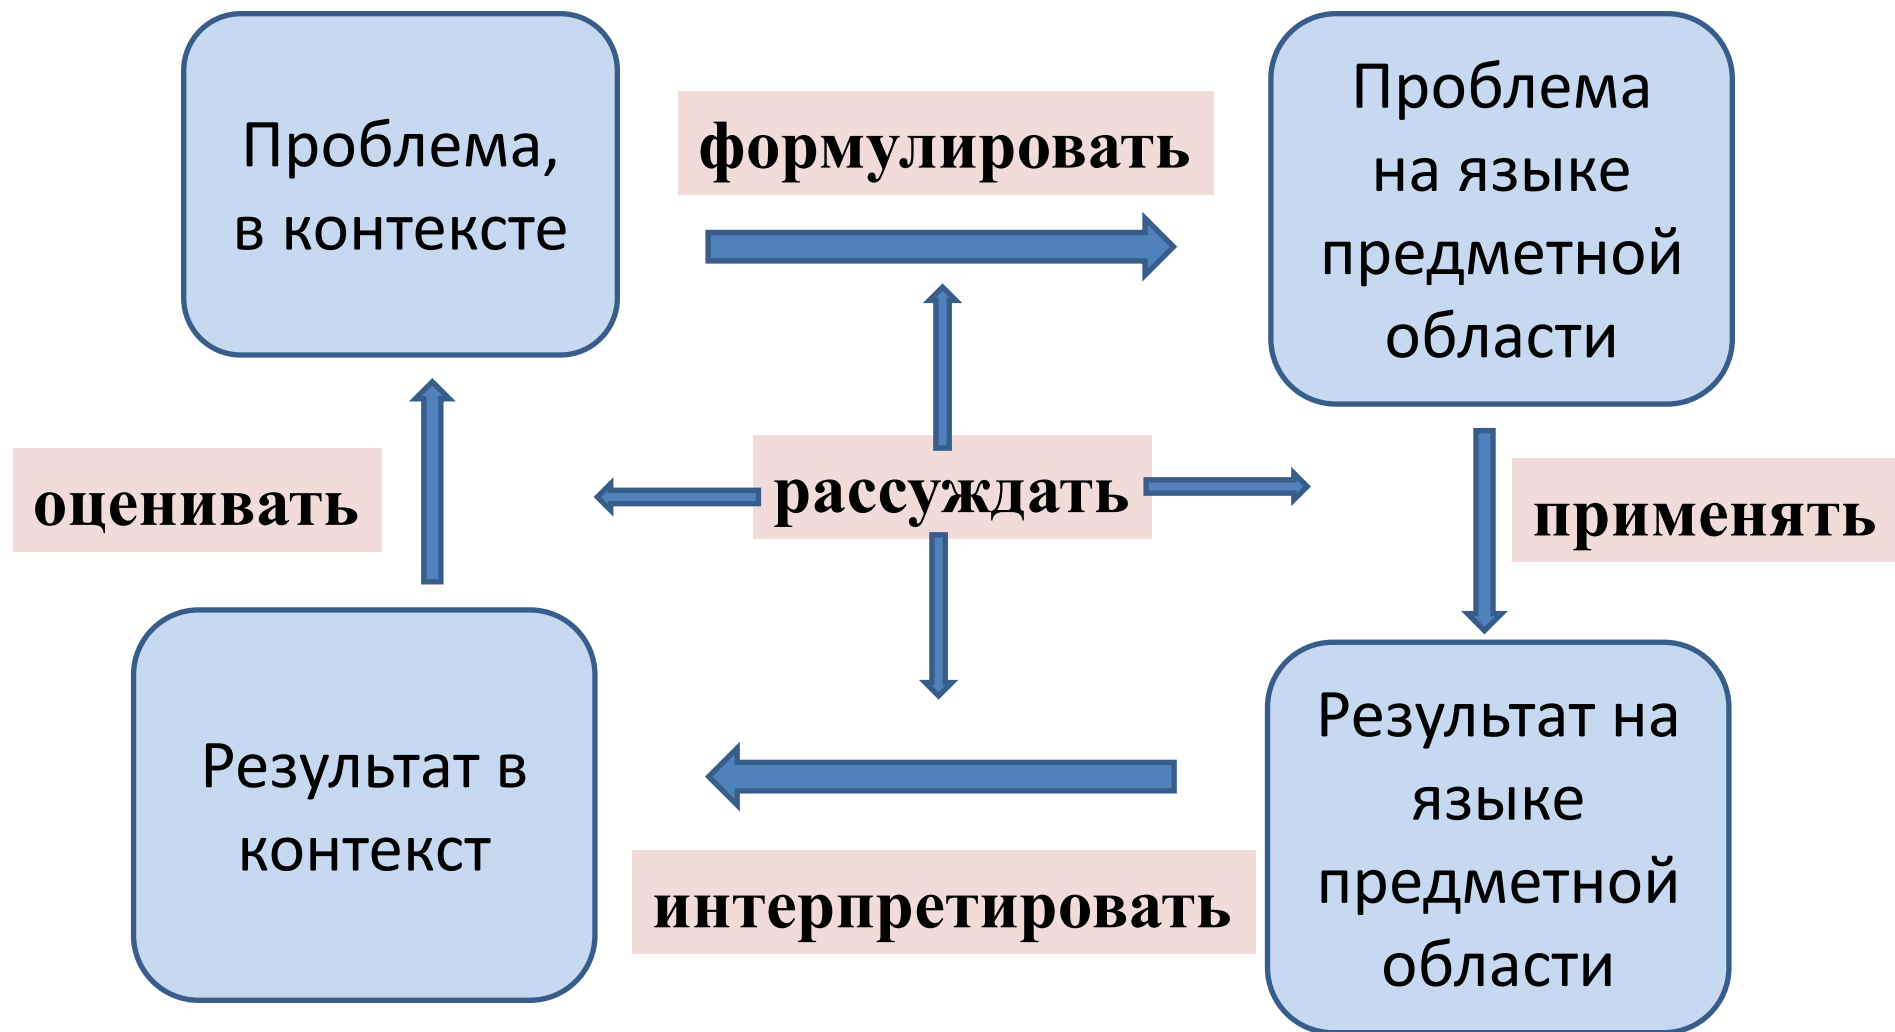 Проблема,
в контексте
формулировать
Проблема
на языке
предметной
области
оценивать
рассуждать
применять
Результат в
контекст
интерпретировать
Результат на
языке
предметной
области